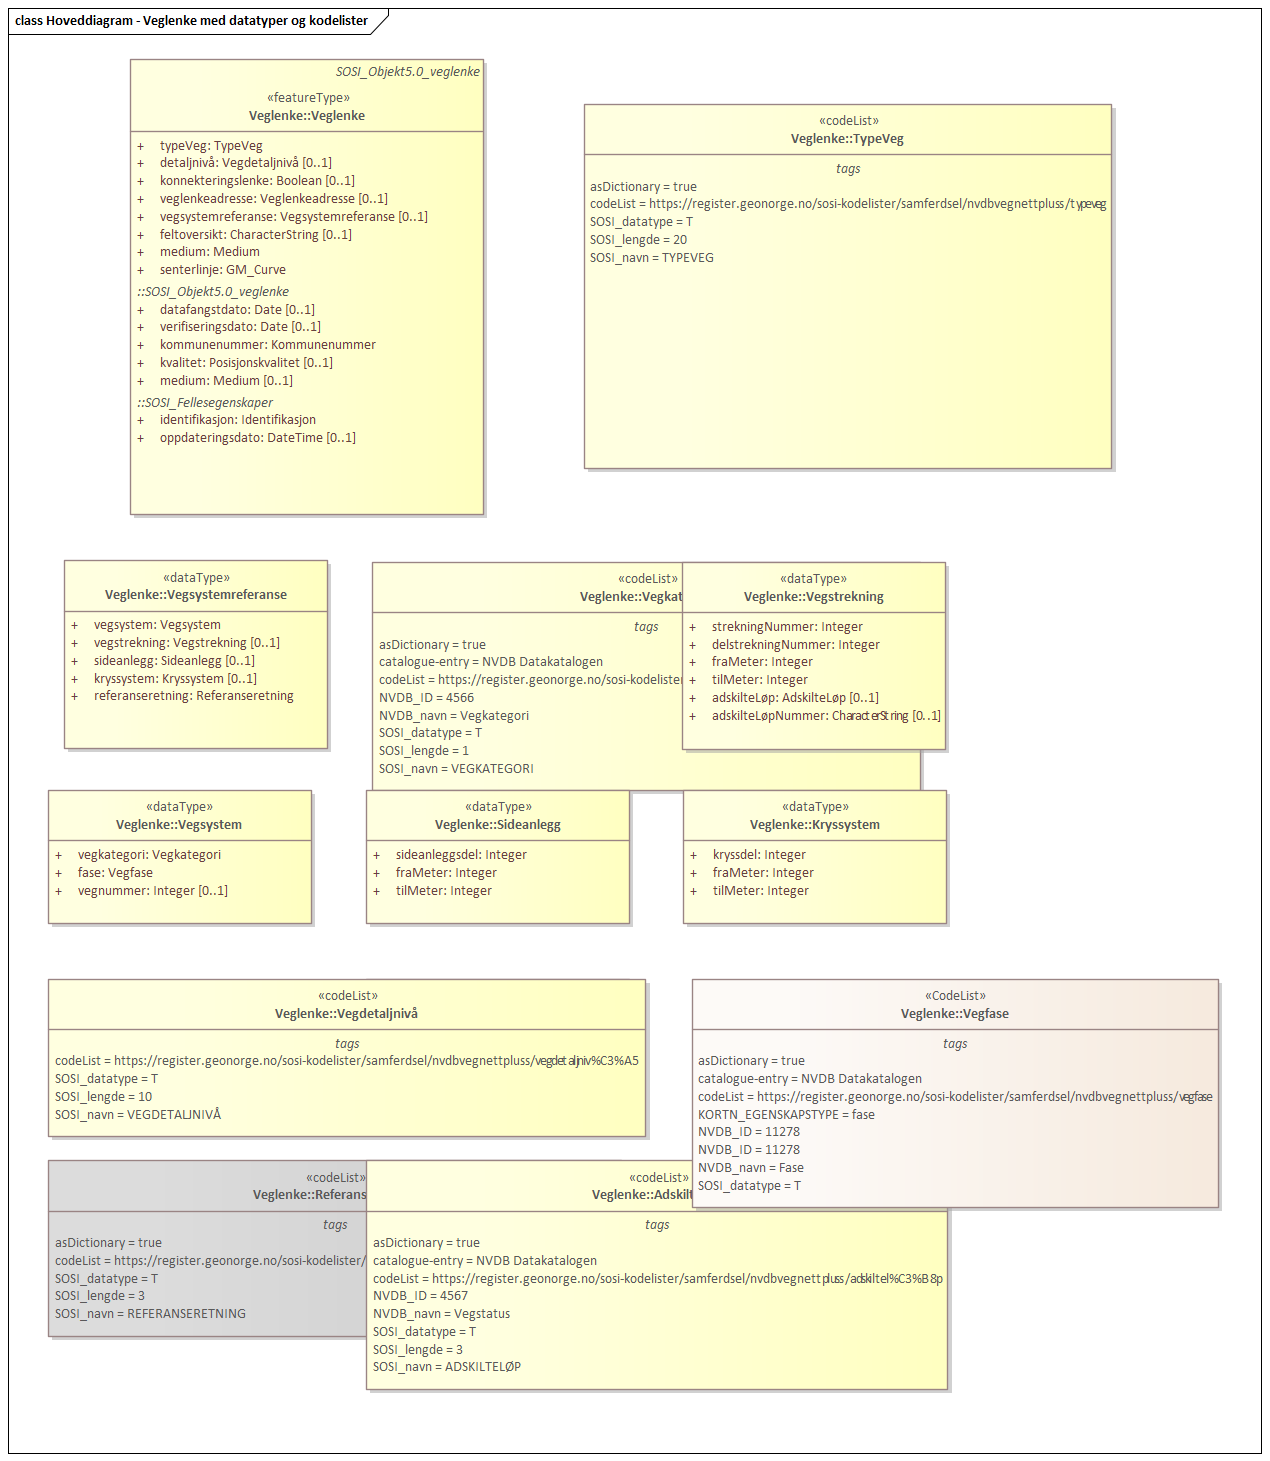 class Hoveddiagram - Veglenke med datatyper og kodelister
SOSI_Objekt5.0_veglenke
«featureType»
Veglenke::Veglenke
+ typeVeg: TypeVeg
+ detaljnivå: Vegdetaljnivå [0..1]
+ konnekteringslenke: Boolean [0..1]
+ veglenkeadresse: Veglenkeadresse [0..1]
+ vegsystemreferanse: Vegsystemreferanse [0..1]
+ feltoversikt: CharacterString [0..1]
+ medium: Medium
+ senterlinje: GM_Curve
::SOSI_Objekt5.0_veglenke
+ datafangstdato: Date [0..1]
+ verifiseringsdato: Date [0..1]
+ kommunenummer: Kommunenummer
+ kvalitet: Posisjonskvalitet [0..1]
+ medium: Medium [0..1]
::SOSI_Fellesegenskaper
+ identifikasjon: Identifikasjon
+ oppdateringsdato: DateTime [0..1]
«codeList»
Veglenke::TypeVeg
tags
asDictionary = true
codeList = https://register.geonorge.no/sosi-kodelister/samferdsel/nvdbvegnettpluss/typeveg
SOSI_datatype = T
SOSI_lengde = 20
SOSI_navn = TYPEVEG
«dataType»
Veglenke::Vegsystemreferanse
+ vegsystem: Vegsystem
+ vegstrekning: Vegstrekning [0..1]
+ sideanlegg: Sideanlegg [0..1]
+ kryssystem: Kryssystem [0..1]
+ referanseretning: Referanseretning
«codeList»
Veglenke::Vegkat
tags
asDictionary = true
catalogue-entry = NVDB Datakatalogen
codeList = https://register.geonorge.no/sosi-kodelister
NVDB_ID = 4566
NVDB_navn = Vegkategori
SOSI_datatype = T
SOSI_lengde = 1
SOSI_navn = VEGKATEGORI
«dataType»
Veglenke::Vegstrekning
+ strekningNummer: Integer
+ delstrekningNummer: Integer
+ fraMeter: Integer
+ tilMeter: Integer
+ adskilteLøp: AdskilteLøp [0..1]
+ adskilteLøpNummer: CharacterString [0..1]
«dataType»
Veglenke::Vegsystem
+ vegkategori: Vegkategori
+ fase: Vegfase
+ vegnummer: Integer [0..1]
«dataType»
Veglenke::Sideanlegg
+ sideanleggsdel: Integer
+ fraMeter: Integer
+ tilMeter: Integer
«dataType»
Veglenke::Kryssystem
+ kryssdel: Integer
+ fraMeter: Integer
+ tilMeter: Integer
«codeList»
Veglenke::Vegdetaljnivå
tags
codeList = https://register.geonorge.no/sosi-kodelister/samferdsel/nvdbvegnettpluss/vegdetaljniv%C3%A5
SOSI_datatype = T
SOSI_lengde = 10
SOSI_navn = VEGDETALJNIVÅ
«CodeList»
Veglenke::Vegfase
tags
asDictionary = true
catalogue-entry = NVDB Datakatalogen
codeList = https://register.geonorge.no/sosi-kodelister/samferdsel/nvdbvegnettpluss/vegfase
KORTN_EGENSKAPSTYPE = fase
NVDB_ID = 11278
NVDB_ID = 11278
NVDB_navn = Fase
SOSI_datatype = T
«codeList»
Veglenke::Referans
tags
asDictionary = true
codeList = https://register.geonorge.no/sosi-kodelister/
SOSI_datatype = T
SOSI_lengde = 3
SOSI_navn = REFERANSERETNING
«codeList»
Veglenke::Adskilt
tags
asDictionary = true
catalogue-entry = NVDB Datakatalogen
codeList = https://register.geonorge.no/sosi-kodelister/samferdsel/nvdbvegnettpluss/adskiltel%C3%B8p
NVDB_ID = 4567
NVDB_navn = Vegstatus
SOSI_datatype = T
SOSI_lengde = 3
SOSI_navn = ADSKILTELØP